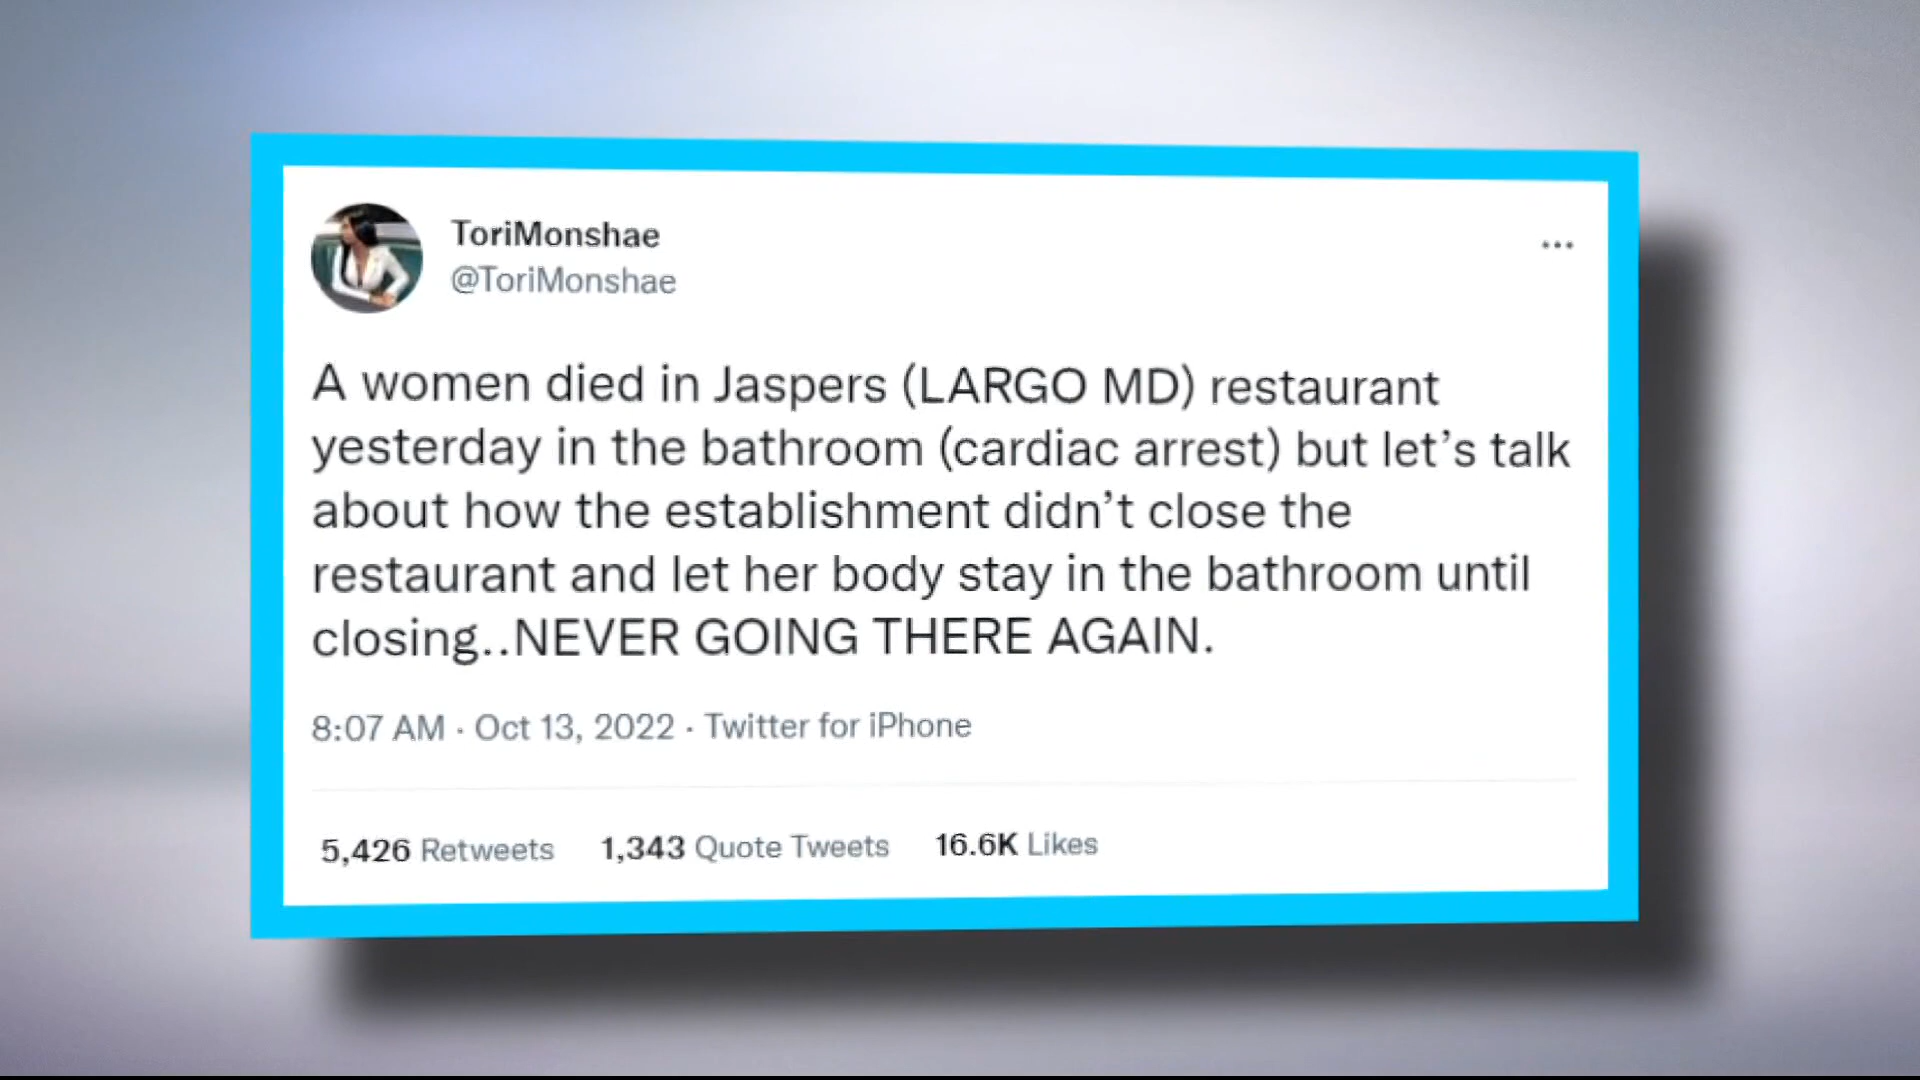 ToriMonshae
@ToriMonshae
A women died in Jaspers (LARGO MD) restaurant
yesterday in the bathroom (cardiac arrest) but let's talk
about how the establishment didn't close the
restaurant and let her body stay in the bathroom until
closing..NEVER GOING THERE AGAIN.
8:07 AM · Oct 13, 2022 · Twitter for iPhone
5,426 Retweets 1,343 Quote Tweets 16.6K Likes